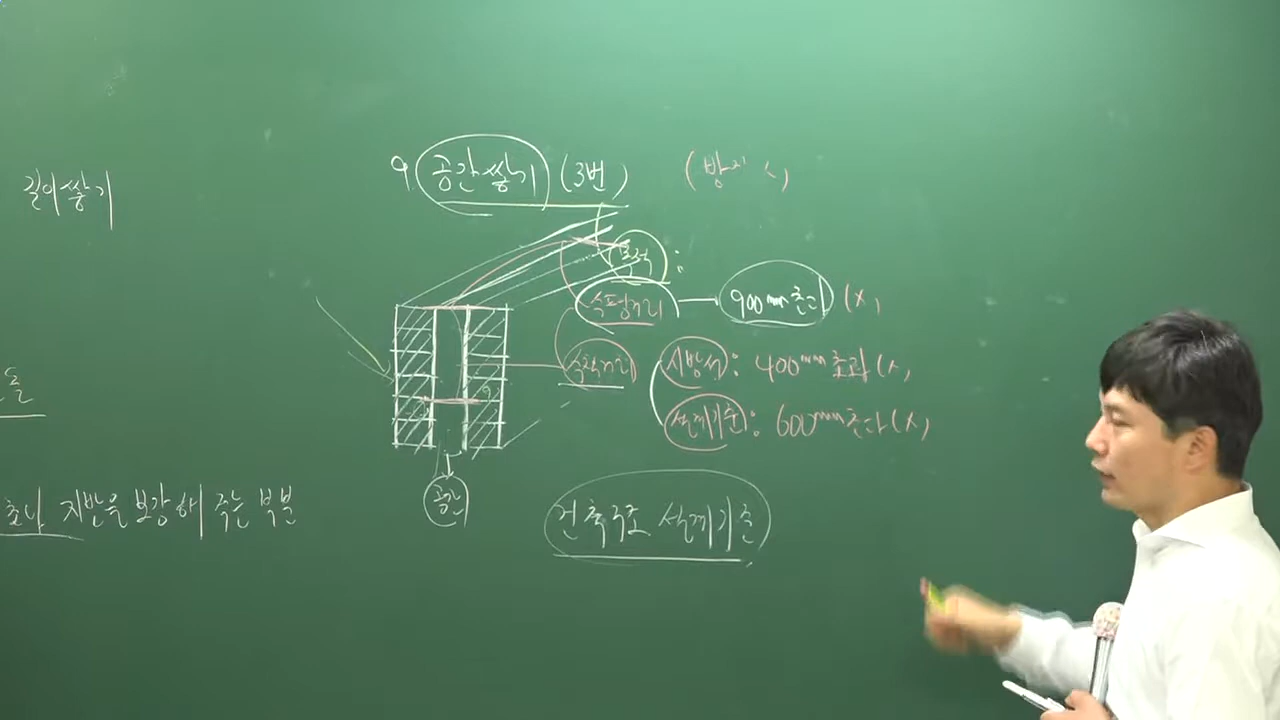 길이쌓기
9. 공간쌓기 (3번)
긴결 :
수평거리 — 900mm 초과 (x)
수직거리
시방서 : 400mm 초과 (x)
설계기준 : 600mm 초과 (x)
공간
건축구조 설계기준
지반을 보강해 주는 부분